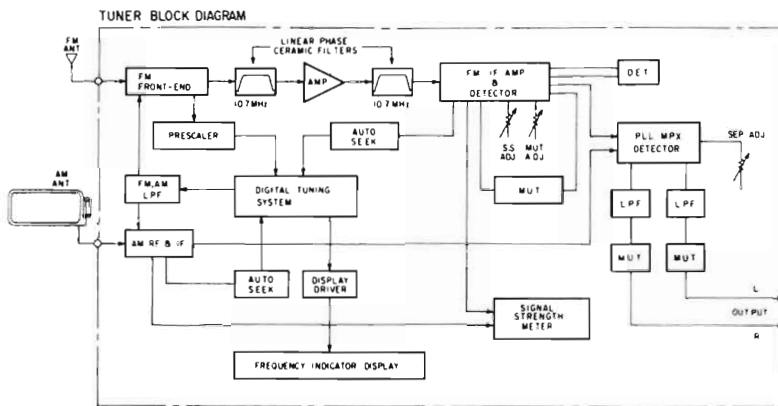 TUNER BLOCK DIAGRAM
FM
ANT
LINEAR PHASE
CERAMIC FILTERS
FM
FRONT-END
10.7MHz
AMP
10.7MHz
FM IF AMP
&
DETECTOR
DET
PRESCALER
AUTO
SEEK
S.S
ADJ
MUT
ADJ
PLL MPX
DETECTOR
SEP ADJ
AM
ANT
FM,AM
LPF
DIGITAL TUNING
SYSTEM
MUT
LPF
LPF
AM RF & IF
AUTO
SEEK
DISPLAY
DRIVER
MUT
MUT
SIGNAL
STRENGTH
METER
L
OUTPUT
R
FREQUENCY INDICATOR DISPLAY